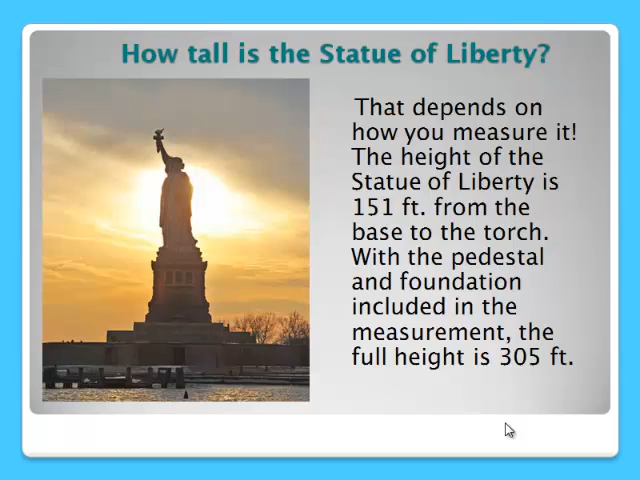 How tall is the Statue of Liberty?
That depends on
how you measure it!
The height of the
Statue of Liberty is
151 ft. from the
base to the torch.
With the pedestal
and foundation
included in the
measurement, the
full height is 305 ft.